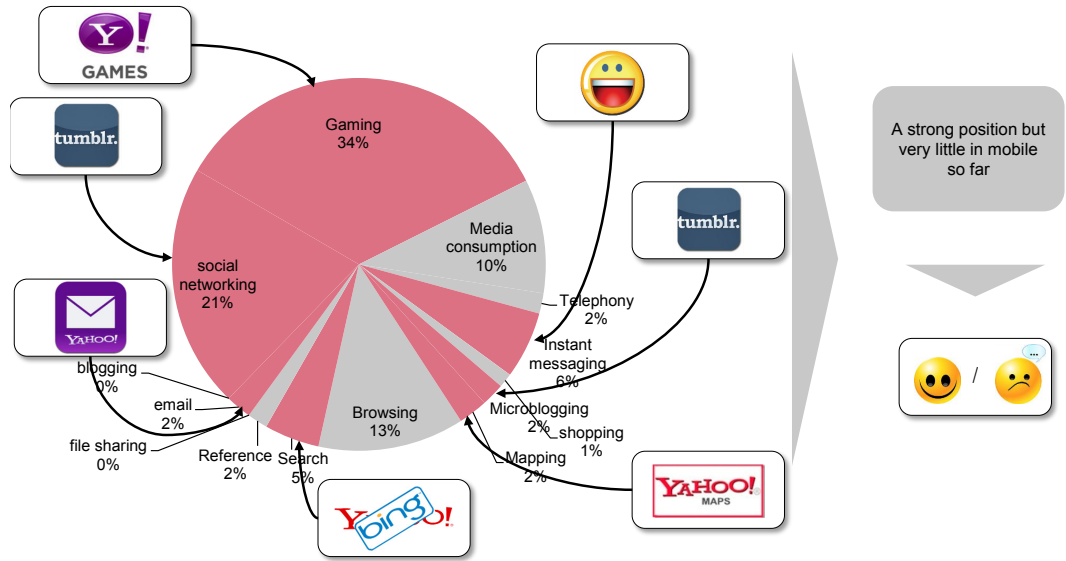 Y!
GAMES
tumblr.
Gaming
34%
A strong position but
very little in mobile
so far
tumblr.
Media
consumption
10%
social
networking
21%
Telephony
2%
YAHOO!
Instant
messaging
6%
...
/
blogging
0%
email
2%
file sharing
0%
Reference
2%
Search
5%
Browsing
13%
Microblogging
2%
shopping
1%
Mapping
2%
YAHOO!
MAPS
Y bing O!